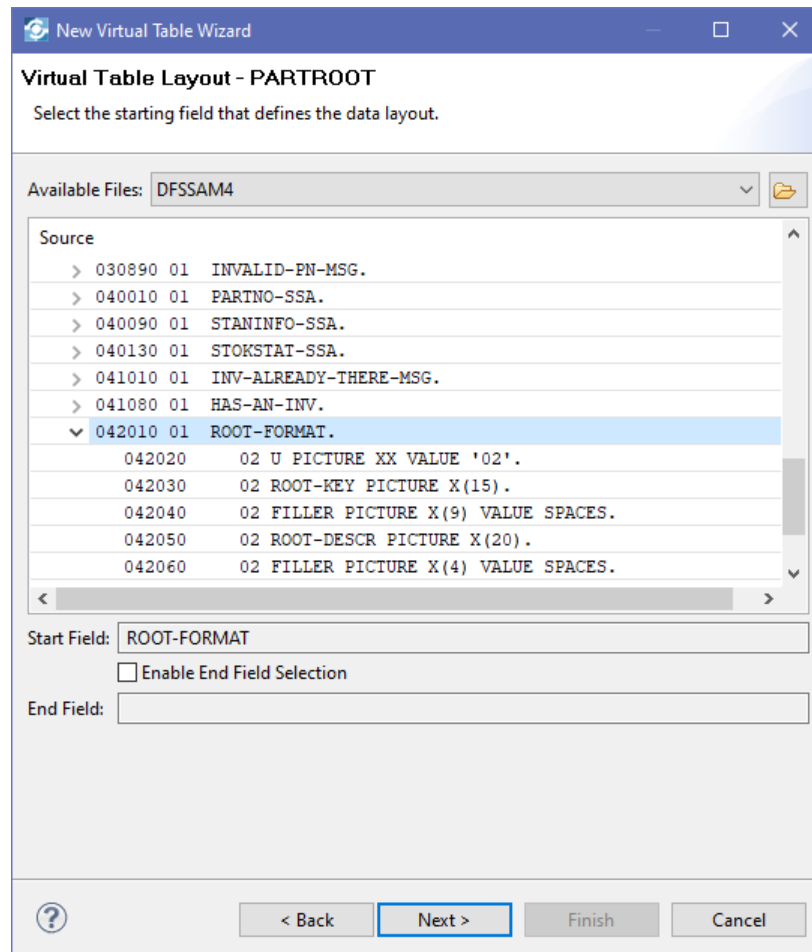 New Virtual Table Wizard
Virtual Table Layout - PARTROOT
Select the starting field that defines the data layout.
Available Files: DFSSAM4
Source
030890 01 INVALID-PN-MSG.
040010 01 PARTNO-SSA.
040090 01 STANINFO-SSA.
040130 01 STOKSTAT-SSA.
041010 01 INV-ALREADY-THERE-MSG.
041080 01 HAS-AN-INV.
042010 01 ROOT-FORMAT.
042020 02 U PICTURE XX VALUE '02'.
042030 02 ROOT-KEY PICTURE X(15).
042040 02 FILLER PICTURE X(9) VALUE SPACES.
042050 02 ROOT-DESCR PICTURE X(20).
042060 02 FILLER PICTURE X(4) VALUE SPACES.
Start Field: ROOT-FORMAT
Enable End Field Selection
End Field:
? < Back Next > Finish Cancel